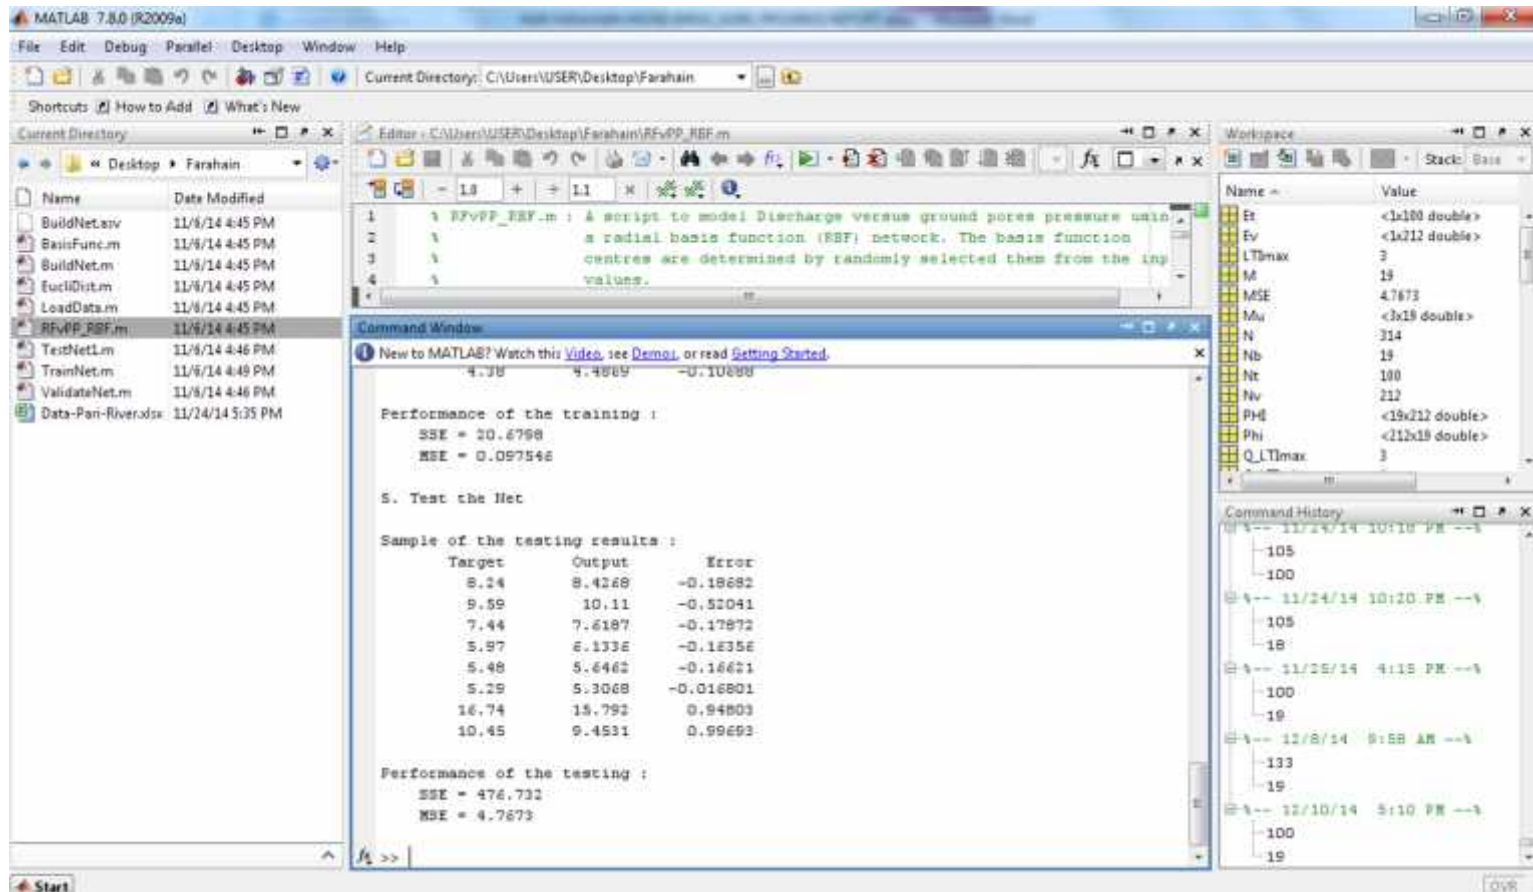 MATLAB 7.8.0 (R2009a)
File Edit Debug Parallel Desktop Window Help
Current Directory: C:\Users\USER\Desktop\Farahain
Shortcuts How to Add What's New
Current Directory
« Desktop Farahain
Name Date Modified
BuildNet.asv 11/6/14 4:45 PM
BasisFunc.m 11/6/14 4:45 PM
BuildNet.m 11/6/14 4:45 PM
EucliDist.m 11/6/14 4:45 PM
LoadData.m 11/6/14 4:45 PM
RFvPP_RBF.m 11/6/14 4:45 PM
TestNet1.m 11/6/14 4:46 PM
TrainNet.m 11/6/14 4:49 PM
ValidateNet.m 11/6/14 4:46 PM
Data-Pari-River.xlsx 11/24/14 5:35 PM
Start
Editor - C:\Users\USER\Desktop\Farahain\RFvPP_RBF.m
- 1.0 + ÷ 1.1 ×
1 % RFvPP_RBF.m : A script to model Discharge versus ground pores pressure usin
2 % a radial basis function (RBF) network. The basis function
3 % centres are determined by randomly selected them from the inp
4 % values.
Command Window
New to MATLAB? Watch this Video, see Demos, or read Getting Started.
4.38 4.4869 -0.10688
Performance of the training :
SSE = 20.6798
MSE = 0.097546
5. Test the Net
Sample of the testing results :
Target Output Error
8.24 8.4268 -0.18682
9.59 10.11 -0.52041
7.44 7.6187 -0.17872
5.97 6.1336 -0.16356
5.48 5.6462 -0.16621
5.29 5.3068 -0.016801
16.74 15.792 0.94803
10.45 9.4531 0.99693
Performance of the testing :
SSE = 476.732
MSE = 4.7673
fx >>
Workspace
Stack: Base
Name Value
Et <1x100 double>
Ev <1x212 double>
LTImax 3
M 19
MSE 4.7673
Mu <3x19 double>
N 314
Nb 19
Nt 100
Nv 212
PHI <19x212 double>
Phi <212x19 double>
Q_LTImax 3
Command History
%-- 11/24/14 10:18 PM --%
105
100
%-- 11/24/14 10:20 PM --%
105
18
%-- 11/25/14 4:15 PM --%
100
19
%-- 12/8/14 9:58 AM --%
133
19
%-- 12/10/14 5:10 PM --%
100
19
OVR